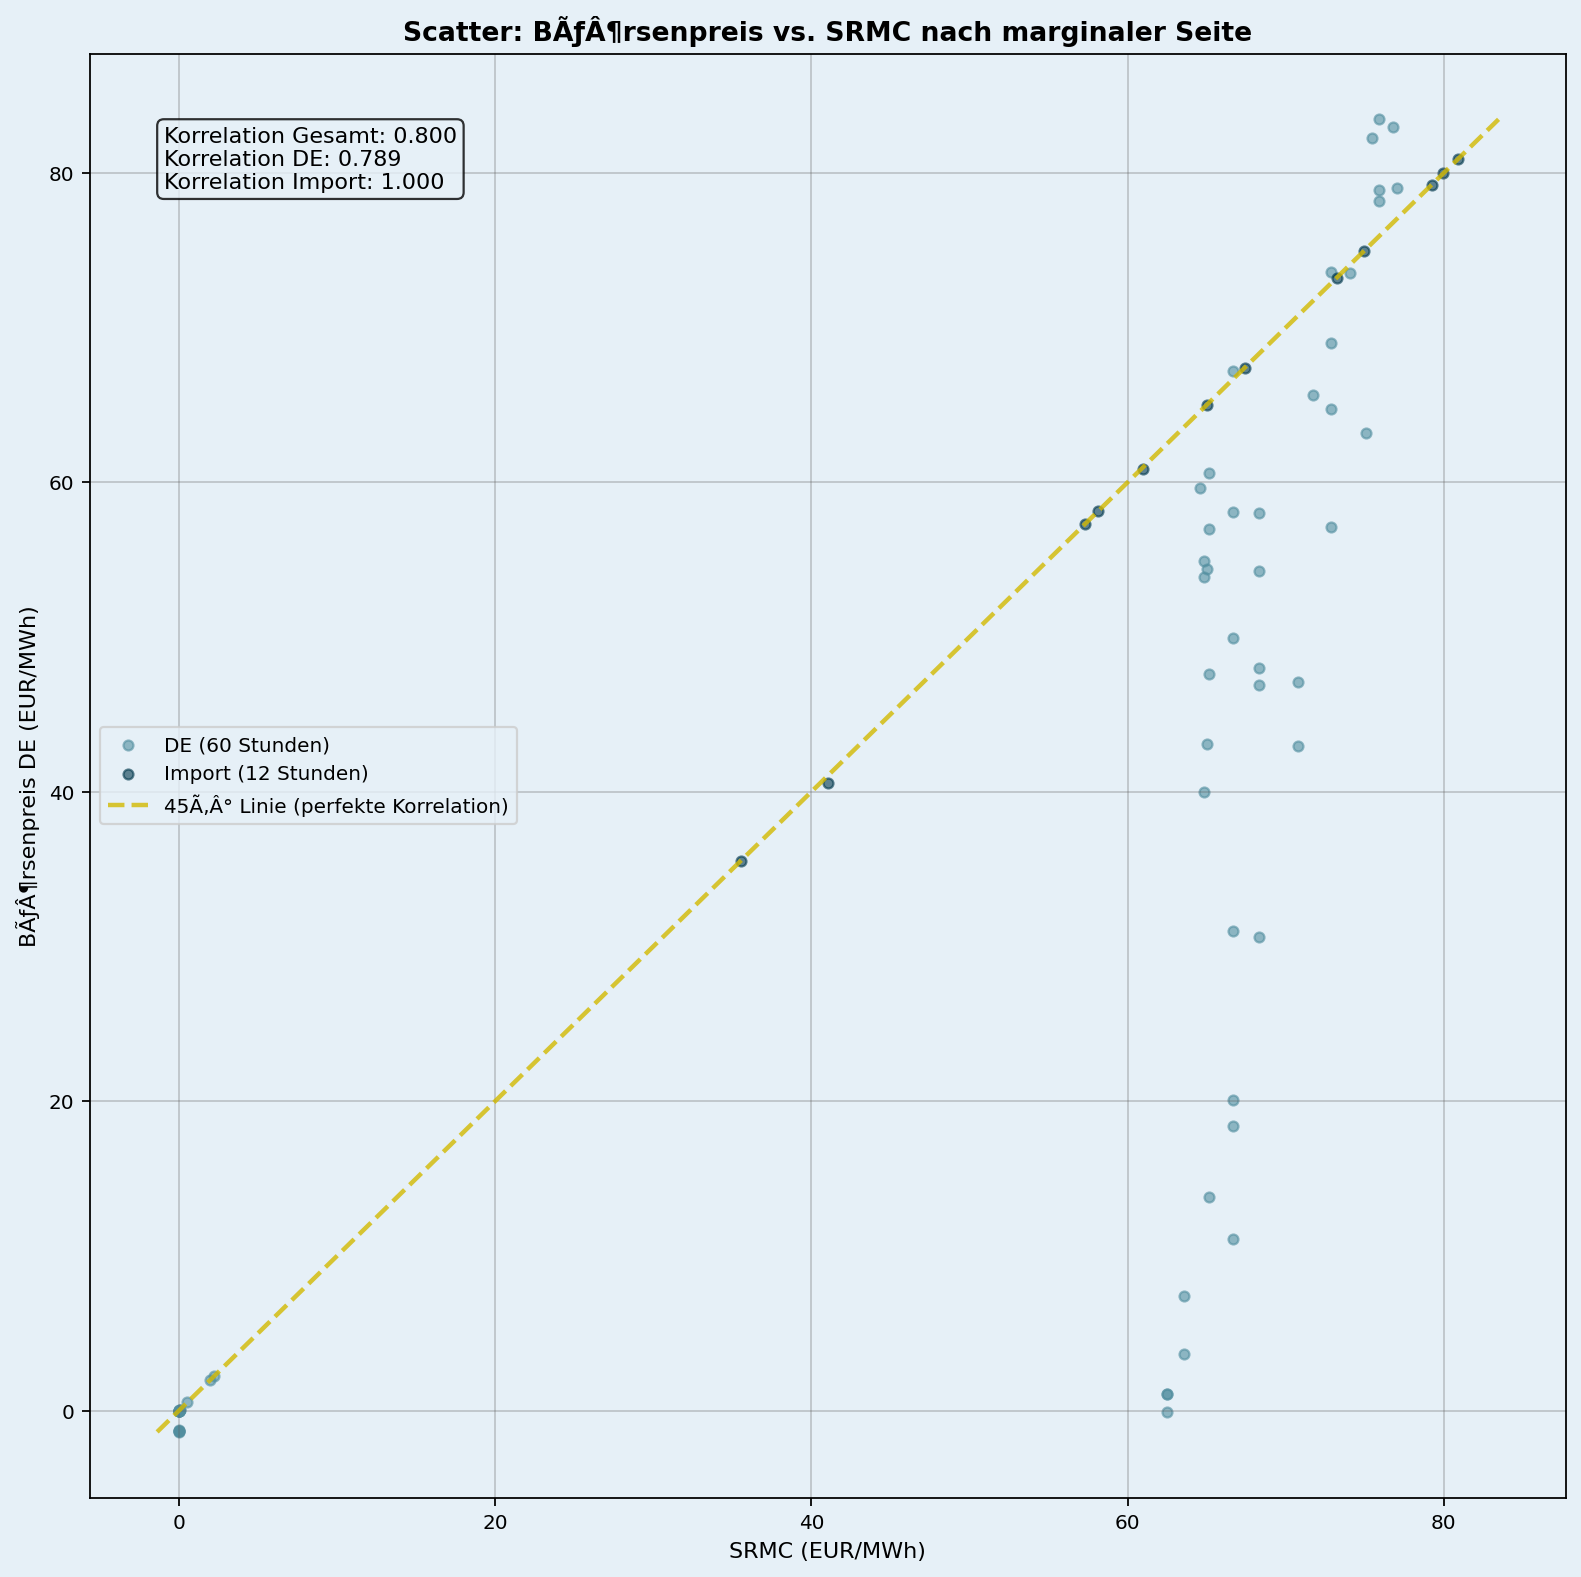 Scatter: BÃƒÂ¶rsenpreis vs. SRMC nach marginaler Seite
Korrelation Gesamt: 0.800
Korrelation DE: 0.789
Korrelation Import: 1.000
80
60
40
20
0
BÃƒÂ¶rsenpreis DE (EUR/MWh)
DE (60 Stunden)
Import (12 Stunden)
45Ã‚Â° Linie (perfekte Korrelation)
0
20
40
60
80
SRMC (EUR/MWh)